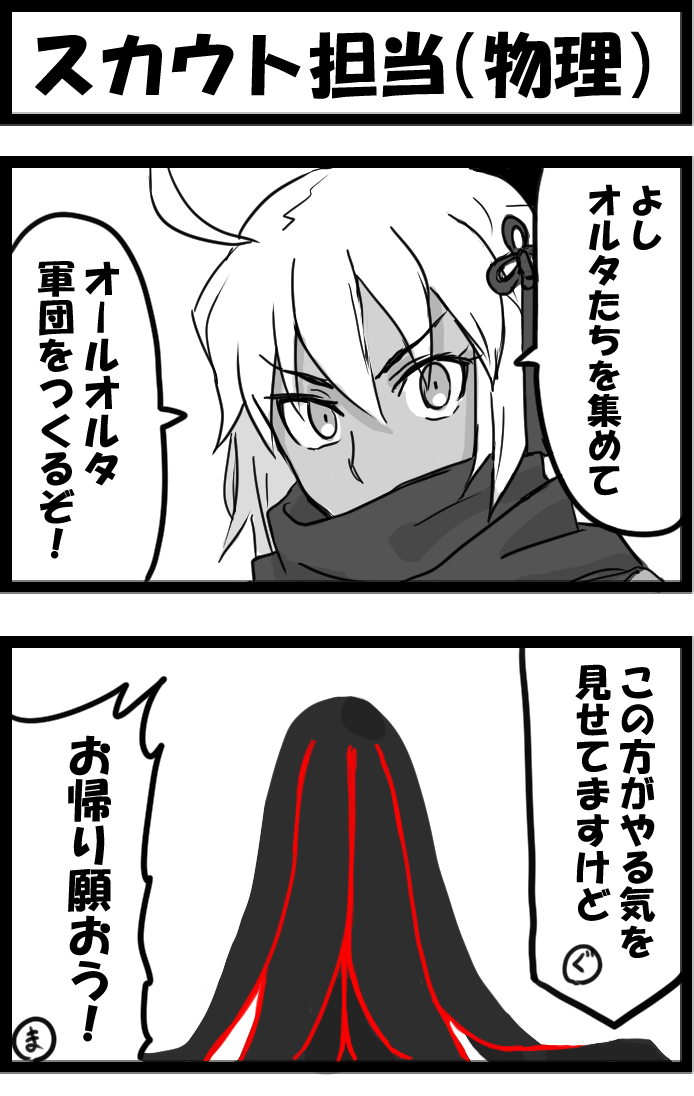 スカウト担当(物理)
よし
オルタたちを集めて
オールオルタ
軍団をつくるぞ!
この方がやる気を
見せてますけど
ぐ
お帰り願おう!
ま